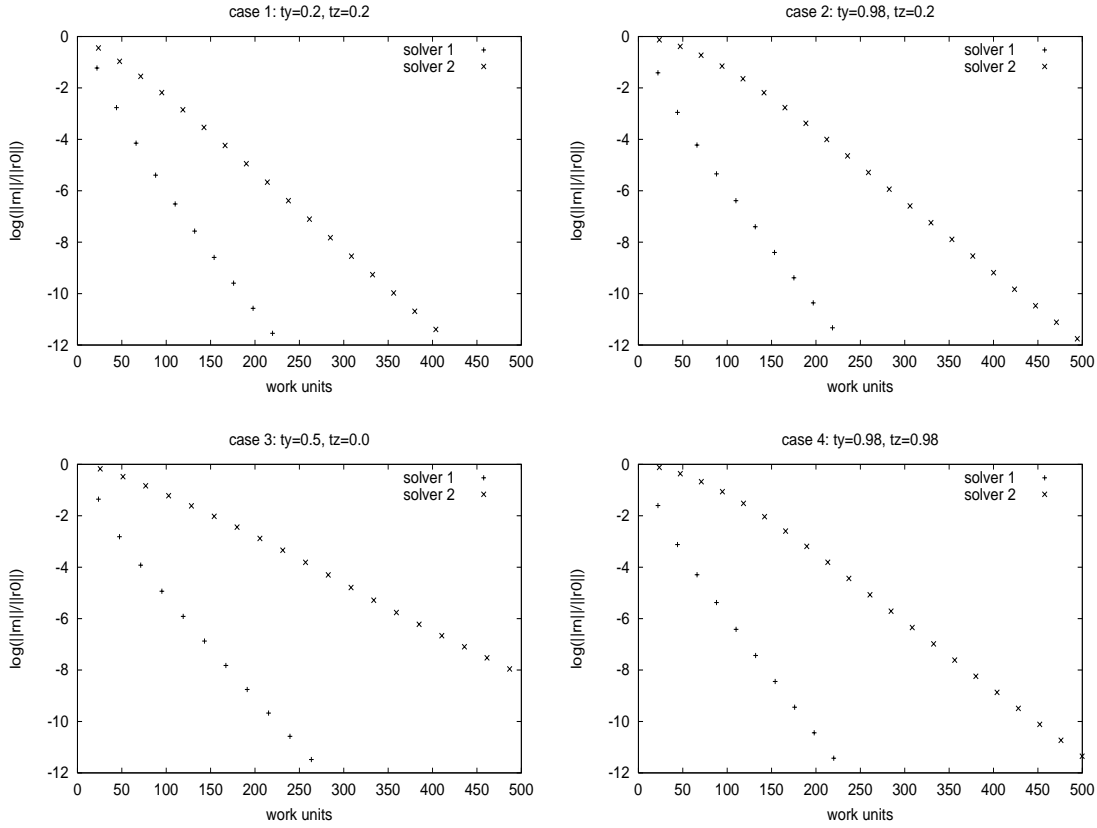 case 1: ty=0.2, tz=0.2
0
-2
-4
-6
-8
-10
-12
log(||rn||/||r0||)
solver 1
solver 2
0 50 100 150 200 250 300 350 400 450 500
work units
case 2: ty=0.98, tz=0.2
0
-2
-4
-6
-8
-10
-12
log(||rn||/||r0||)
solver 1
solver 2
0 50 100 150 200 250 300 350 400 450 500
work units
case 3: ty=0.5, tz=0.0
0
-2
-4
-6
-8
-10
-12
log(||rn||/||r0||)
solver 1
solver 2
0 50 100 150 200 250 300 350 400 450 500
work units
case 4: ty=0.98, tz=0.98
0
-2
-4
-6
-8
-10
-12
log(||rn||/||r0||)
solver 1
solver 2
0 50 100 150 200 250 300 350 400 450 500
work units